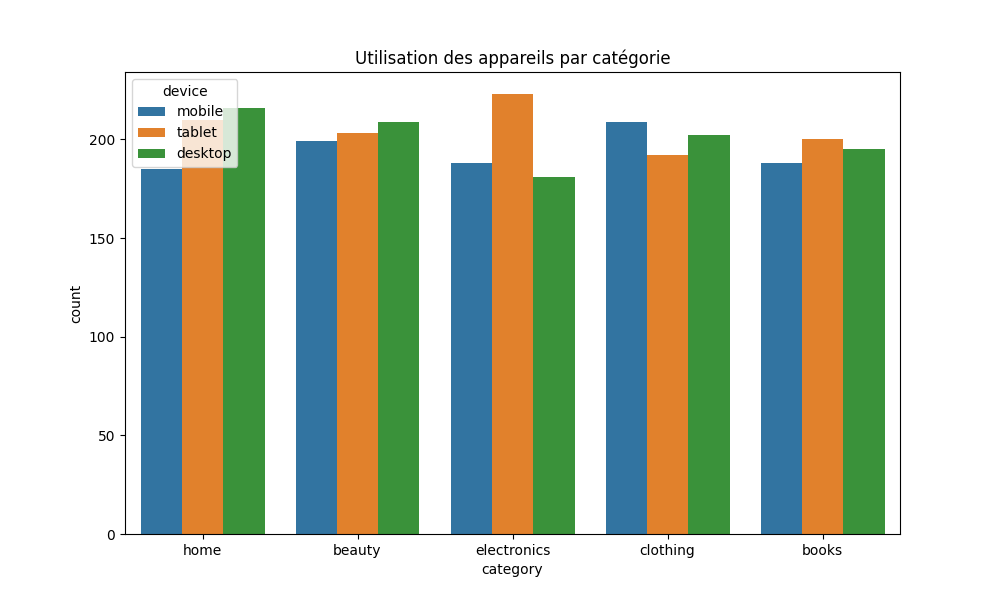 Utilisation des appareils par catégorie
device
mobile
tablet
desktop
200
150
100
50
0
count
home beauty electronics clothing books
category